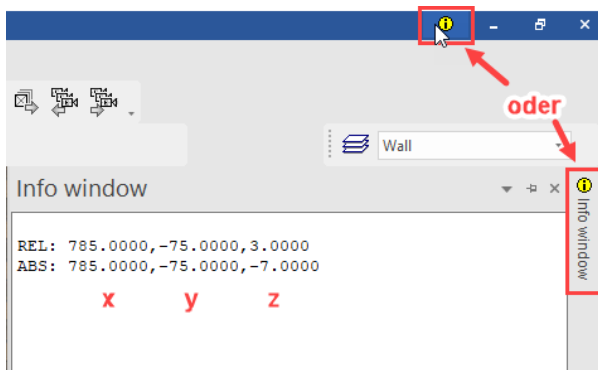 oder
Wall
Info window
Info window
REL: 785.0000,-75.0000,3.0000
ABS: 785.0000,-75.0000,-7.0000
x y z